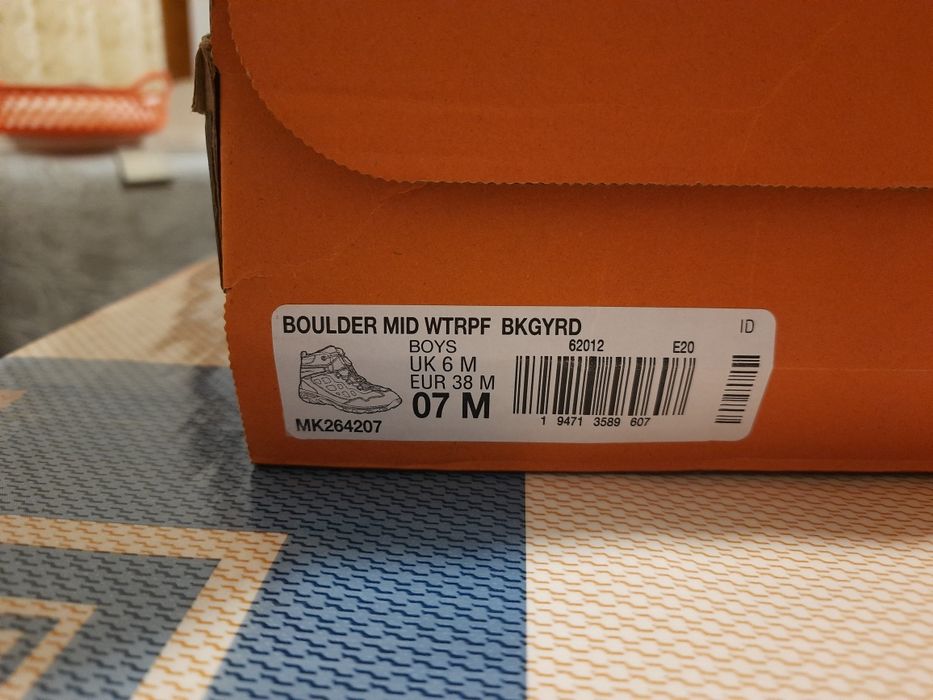 BOULDER MID WTRPF BKGYRD
ID
BOYS
62012 E20
UK 6 M
EUR 38 M
07 M
1 9471 3589 607
MK264207